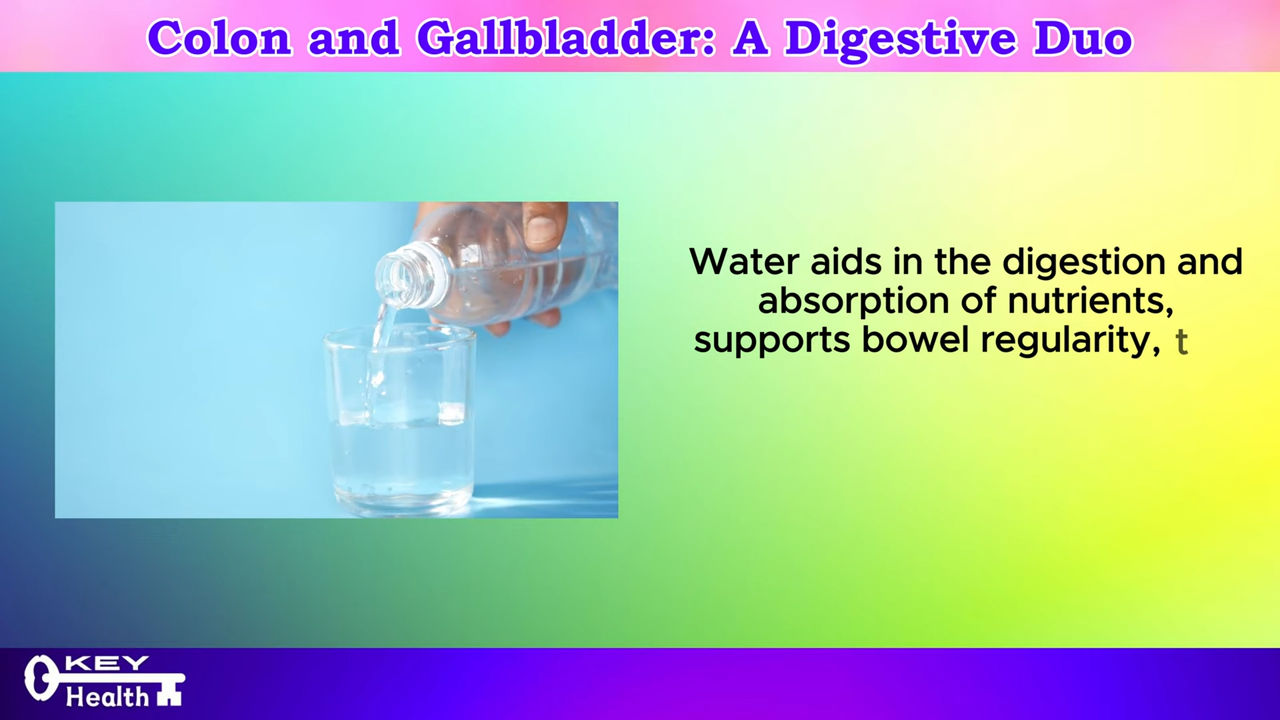 Colon and Gallbladder: A Digestive Duo
Water aids in the digestion and
absorption of nutrients,
supports bowel regularity, t
KEY
Health